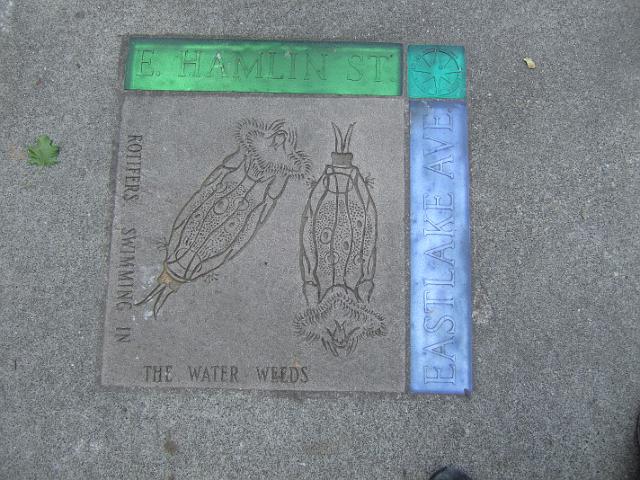 E. HAMLIN ST.
EASTLAKE AVE
ROTIFERS SWIMMING IN
THE WATER WEEDS